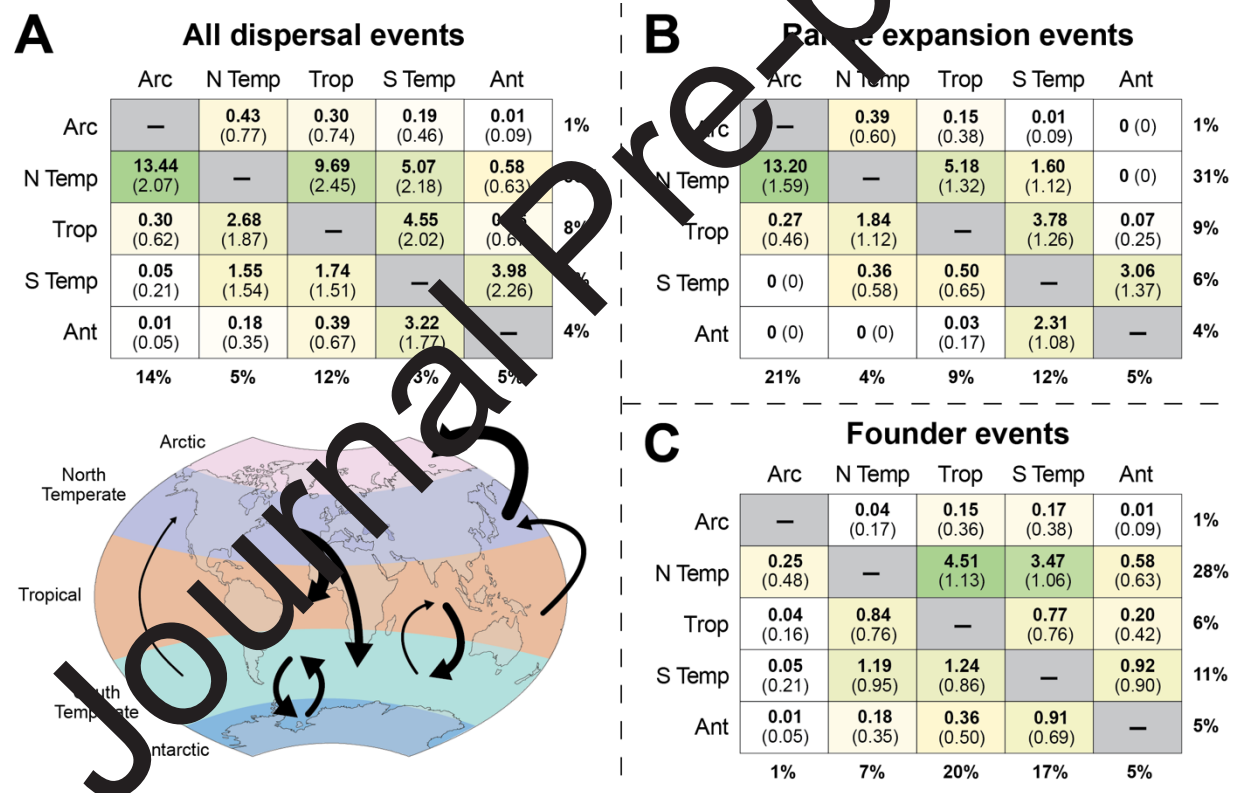 A
All dispersal events
Arc N Temp Trop S Temp Ant
Arc — 0.43 0.30 0.19 0.01 1%
(0.77) (0.74) (0.46) (0.09)
N Temp 13.44 — 9.69 5.07 0.58
(2.07) (2.45) (2.18) (0.63)
Trop 0.30 2.68 — 4.55 8%
(0.62) (1.87) (2.02)
S Temp 0.05 1.55 1.74 — 3.98
(0.21) (1.54) (1.51) (2.26)
Ant 0.01 0.18 0.39 3.22 — 4%
(0.05) (0.35) (0.67) (1.77)
14% 5% 12% 5%
Arctic
North
Temperate
Tropical
South
Temperate
Antarctic
B
Range expansion events
Arc N Temp Trop S Temp Ant
Arc — 0.39 0.15 0.01 0 (0) 1%
(0.60) (0.38) (0.09)
N Temp 13.20 — 5.18 1.60 0 (0) 31%
(1.59) (1.32) (1.12)
Trop 0.27 1.84 — 3.78 0.07 9%
(0.46) (1.12) (1.26) (0.25)
S Temp 0 (0) 0.36 0.50 — 3.06 6%
(0.58) (0.65) (1.37)
Ant 0 (0) 0 (0) 0.03 2.31 — 4%
(0.17) (1.08)
21% 4% 9% 12% 5%
C
Founder events
Arc N Temp Trop S Temp Ant
Arc — 0.04 0.15 0.17 0.01 1%
(0.17) (0.36) (0.38) (0.09)
N Temp 0.25 — 4.51 3.47 0.58 28%
(0.48) (1.13) (1.06) (0.63)
Trop 0.04 0.84 — 0.77 0.20 6%
(0.16) (0.76) (0.76) (0.42)
S Temp 0.05 1.19 1.24 — 0.92 11%
(0.21) (0.95) (0.86) (0.90)
Ant 0.01 0.18 0.36 0.91 — 5%
(0.05) (0.35) (0.50) (0.69)
1% 7% 20% 17% 5%
Journal Pre-p